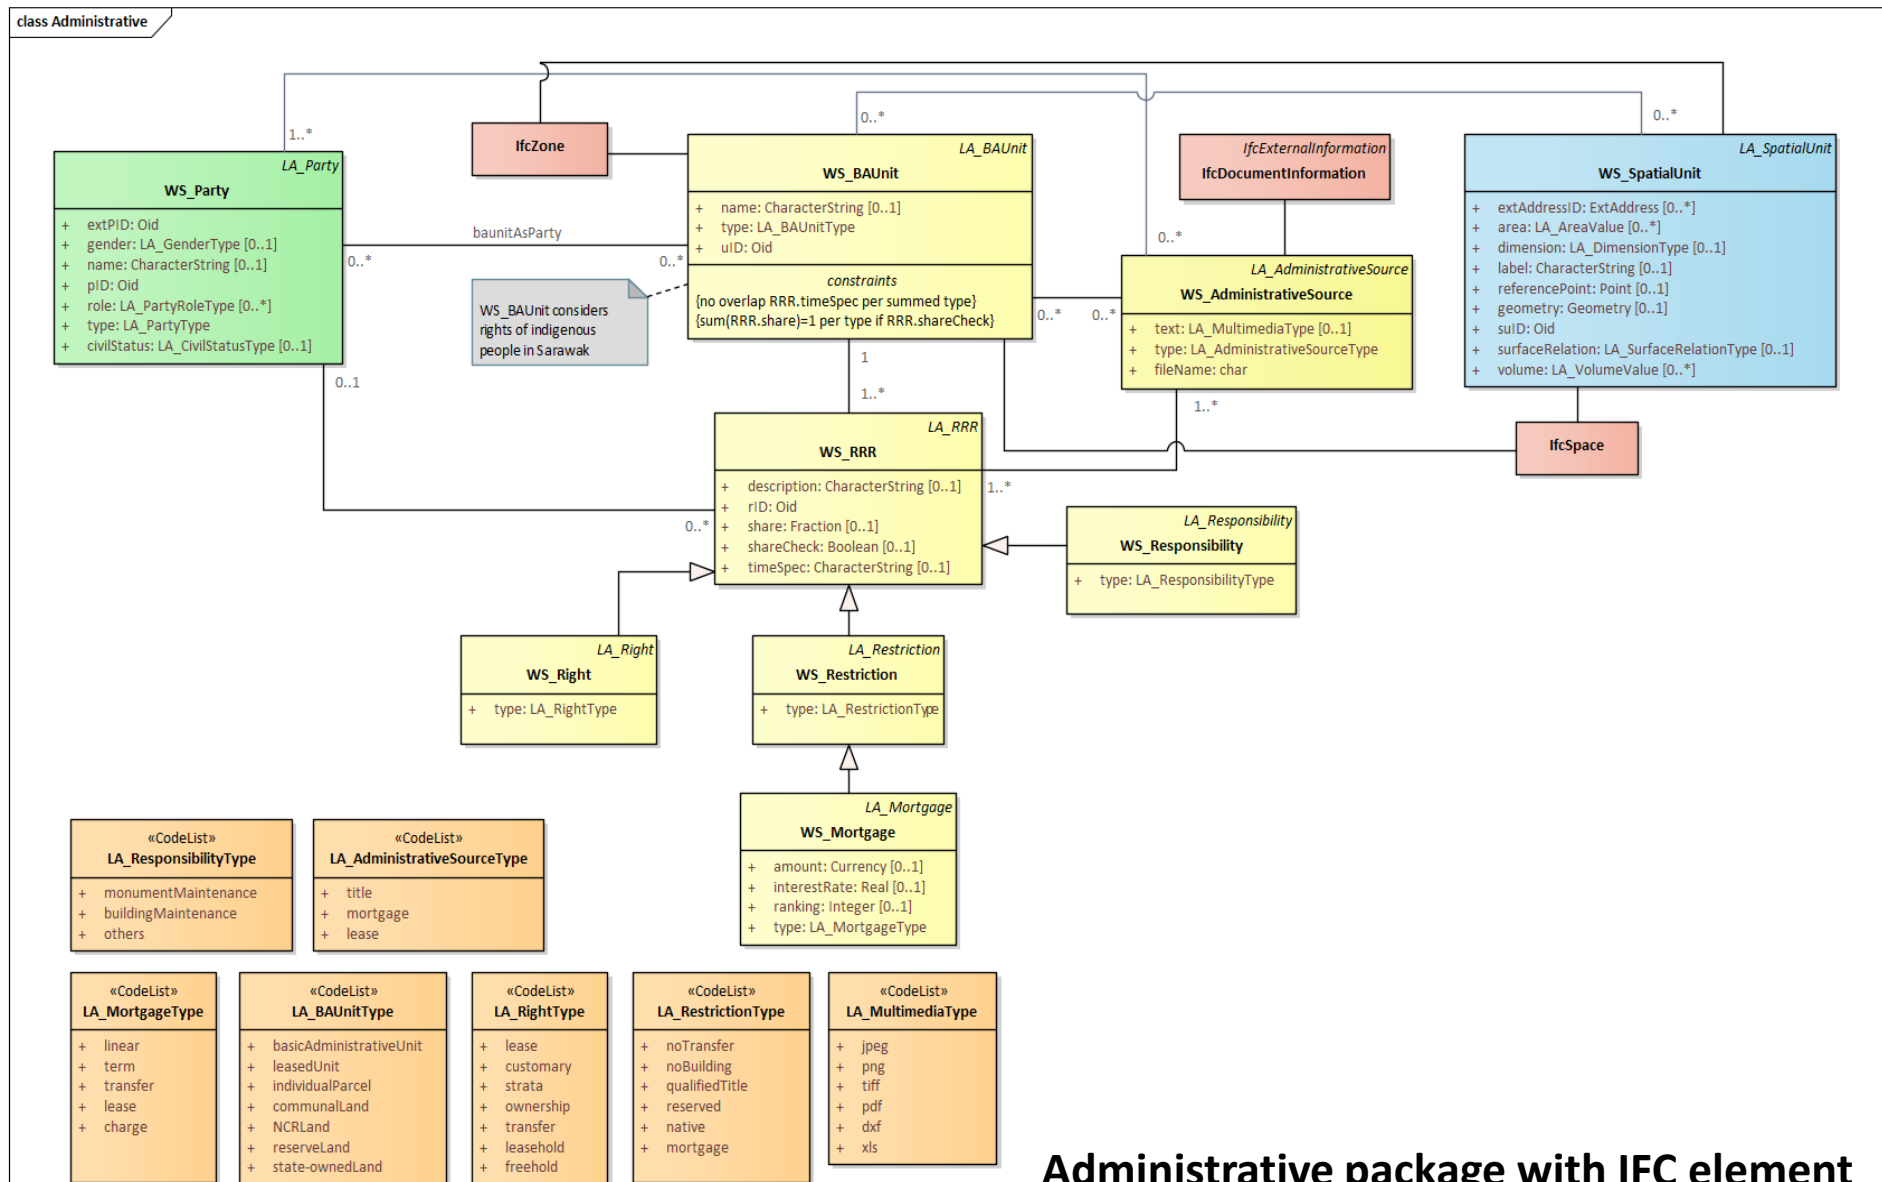 class Administrative
1..*
0..*
0..*
IfcZone
LA_Party
WS_Party
+ extPID: Oid
+ gender: LA_GenderType [0..1]
+ name: CharacterString [0..1]
+ pID: Oid
+ role: LA_PartyRoleType [0..*]
+ type: LA_PartyType
+ civilStatus: LA_CivilStatusType [0..1]
baunitAsParty
0..*
0..*
WS_BAUnit considers
rights of indigenous
people in Sarawak
LA_BAUnit
WS_BAUnit
+ name: CharacterString [0..1]
+ type: LA_BAUnitType
+ uID: Oid
constraints
{no overlap RRR.timeSpec per summed type}
{sum(RRR.share)=1 per type if RRR.shareCheck}
IfcExternalInformation
IfcDocumentInformation
0..*
LA_AdministrativeSource
WS_AdministrativeSource
+ text: LA_MultimediaType [0..1]
+ type: LA_AdministrativeSourceType
+ fileName: char
0..*
0..*
LA_SpatialUnit
WS_SpatialUnit
+ extAddressID: ExtAddress [0..*]
+ area: LA_AreaValue [0..*]
+ dimension: LA_DimensionType [0..1]
+ label: CharacterString [0..1]
+ referencePoint: Point [0..1]
+ geometry: Geometry [0..1]
+ suID: Oid
+ surfaceRelation: LA_SurfaceRelationType [0..1]
+ volume: LA_VolumeValue [0..*]
0..1
1
1..*
1..*
IfcSpace
LA_RRR
WS_RRR
+ description: CharacterString [0..1]
+ rID: Oid
+ share: Fraction [0..1]
+ shareCheck: Boolean [0..1]
+ timeSpec: CharacterString [0..1]
0..*
1..*
LA_Responsibility
WS_Responsibility
+ type: LA_ResponsibilityType
LA_Right
WS_Right
+ type: LA_RightType
LA_Restriction
WS_Restriction
+ type: LA_RestrictionType
LA_Mortgage
WS_Mortgage
+ amount: Currency [0..1]
+ interestRate: Real [0..1]
+ ranking: Integer [0..1]
+ type: LA_MortgageType
«CodeList»
LA_ResponsibilityType
+ monumentMaintenance
+ buildingMaintenance
+ others
«CodeList»
LA_AdministrativeSourceType
+ title
+ mortgage
+ lease
«CodeList»
LA_MortgageType
+ linear
+ term
+ transfer
+ lease
+ charge
«CodeList»
LA_BAUnitType
+ basicAdministrativeUnit
+ leasedUnit
+ individualParcel
+ communalLand
+ NCRLand
+ reserveLand
+ state-ownedLand
«CodeList»
LA_RightType
+ lease
+ customary
+ strata
+ ownership
+ transfer
+ leasehold
+ freehold
«CodeList»
LA_RestrictionType
+ noTransfer
+ noBuilding
+ qualifiedTitle
+ reserved
+ native
+ mortgage
«CodeList»
LA_MultimediaType
+ jpeg
+ png
+ tiff
+ pdf
+ dxf
+ xls
Administrative package with IFC element